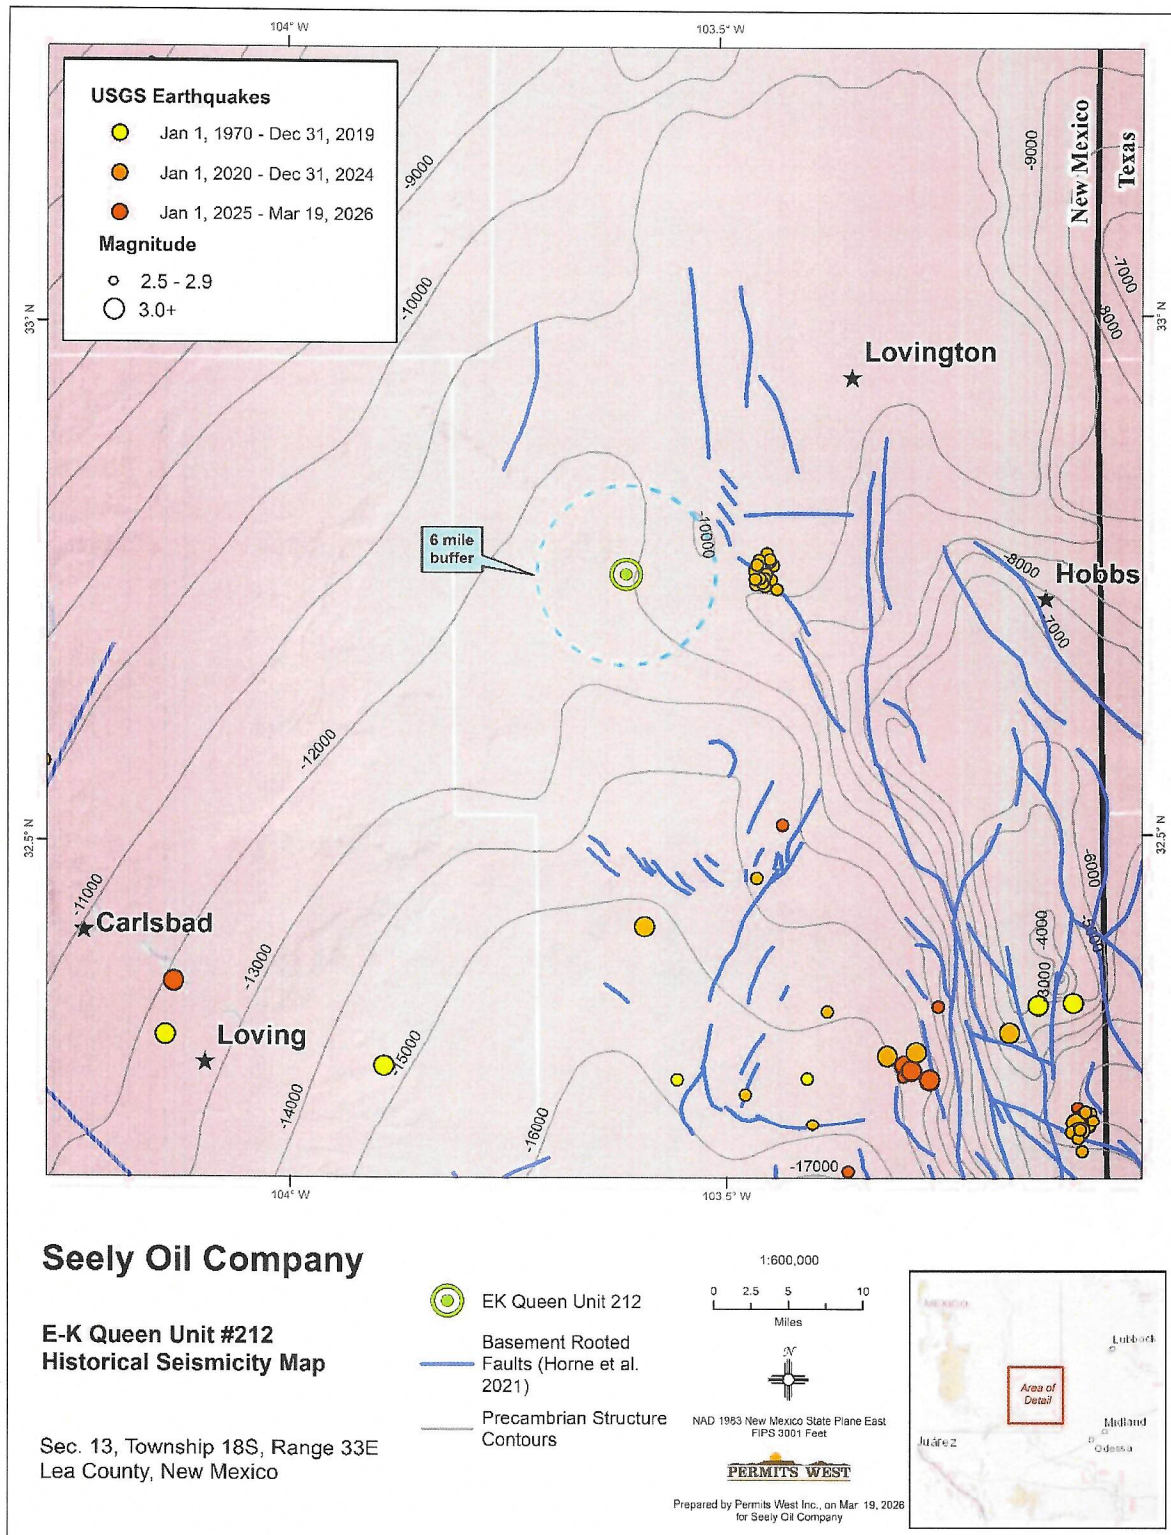 104° W
103.5° W
USGS Earthquakes
Jan 1, 1970 - Dec 31, 2019
Jan 1, 2020 - Dec 31, 2024
Jan 1, 2025 - Mar 19, 2026
Magnitude
2.5 - 2.9
3.0+
-9000
-10000
-9000
New Mexico
Texas
-7000
-8000
33° N
33° N
Lovington
6 mile
buffer
-10000
-8000
Hobbs
-7000
-12000
32.5° N
32.5° N
-11000
Carlsbad
-13000
Loving
-15000
-14000
-16000
-17000
-6000
-5000
-4000
-3000
104° W
103.5° W
Seely Oil Company
E-K Queen Unit #212
Historical Seismicity Map
Sec. 13, Township 18S, Range 33E
Lea County, New Mexico
EK Queen Unit 212
Basement Rooted
Faults (Horne et al.
2021)
Precambrian Structure
Contours
1:600,000
0 2.5 5 10
Miles
N
NAD 1983 New Mexico State Plane East
FIPS 3001 Feet
PERMITS WEST
Prepared by Permits West Inc., on Mar 19, 2026
for Seely Oil Company
MEXICO
Lubbock
Area of
Detail
Midland
Odessa
Juárez